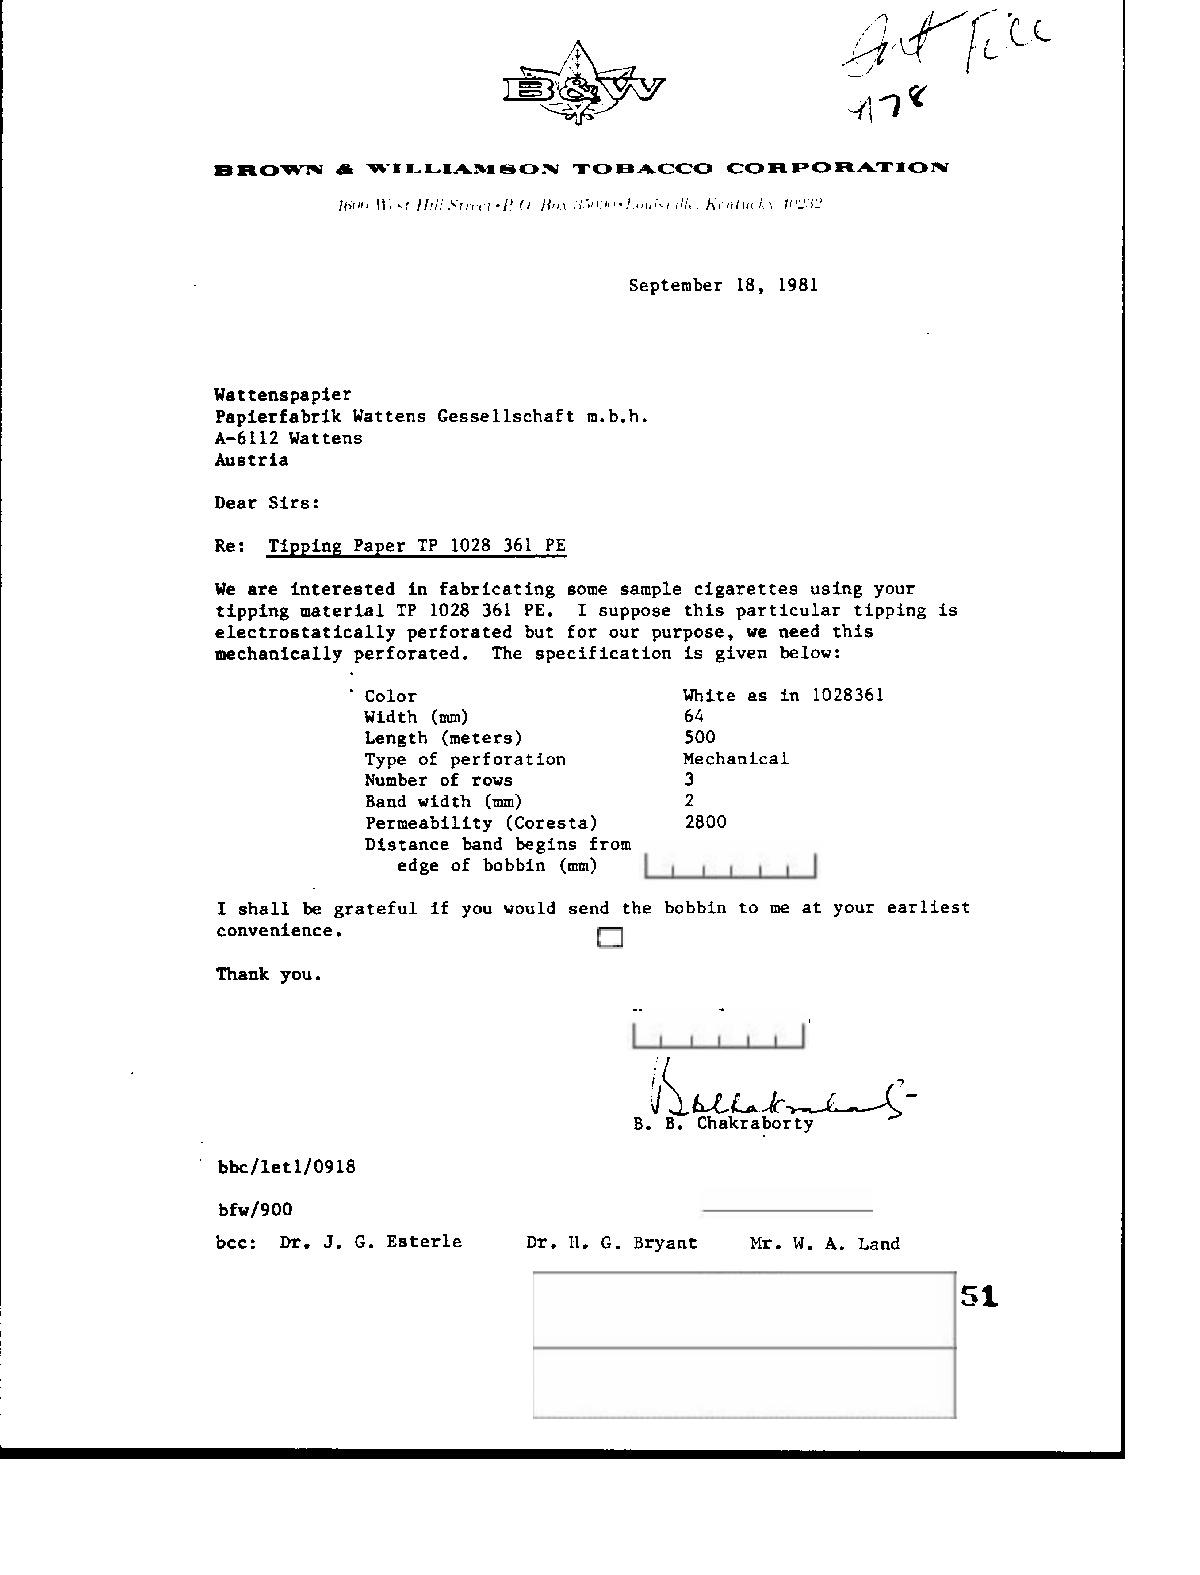 B&W
BROWN & WILLIAMSON TOBACCO CORPORATION
1600 West Hill Street • P. O. Box 35090 • Louisville, Kentucky 40232
September 18, 1981
Wattenspapier
Papierfabrik Wattens Gessellschaft m.b.h.
A-6112 Wattens
Austria
Dear Sirs:
Re: Tipping Paper TP 1028 361 PE
We are interested in fabricating some sample cigarettes using your
tipping material TP 1028 361 PE. I suppose this particular tipping is
electrostatically perforated but for our purpose, we need this
mechanically perforated. The specification is given below:
Color White as in 1028361
Width (mm) 64
Length (meters) 500
Type of perforation Mechanical
Number of rows 3
Band width (mm) 2
Permeability (Coresta) 2800
Distance band begins from
edge of bobbin (mm)
I shall be grateful if you would send the bobbin to me at your earliest
convenience.
Thank you.
B. B. Chakraborty
bbc/let1/0918
bfw/900
bcc: Dr. J. G. Esterle Dr. H. G. Bryant Mr. W. A. Land
51